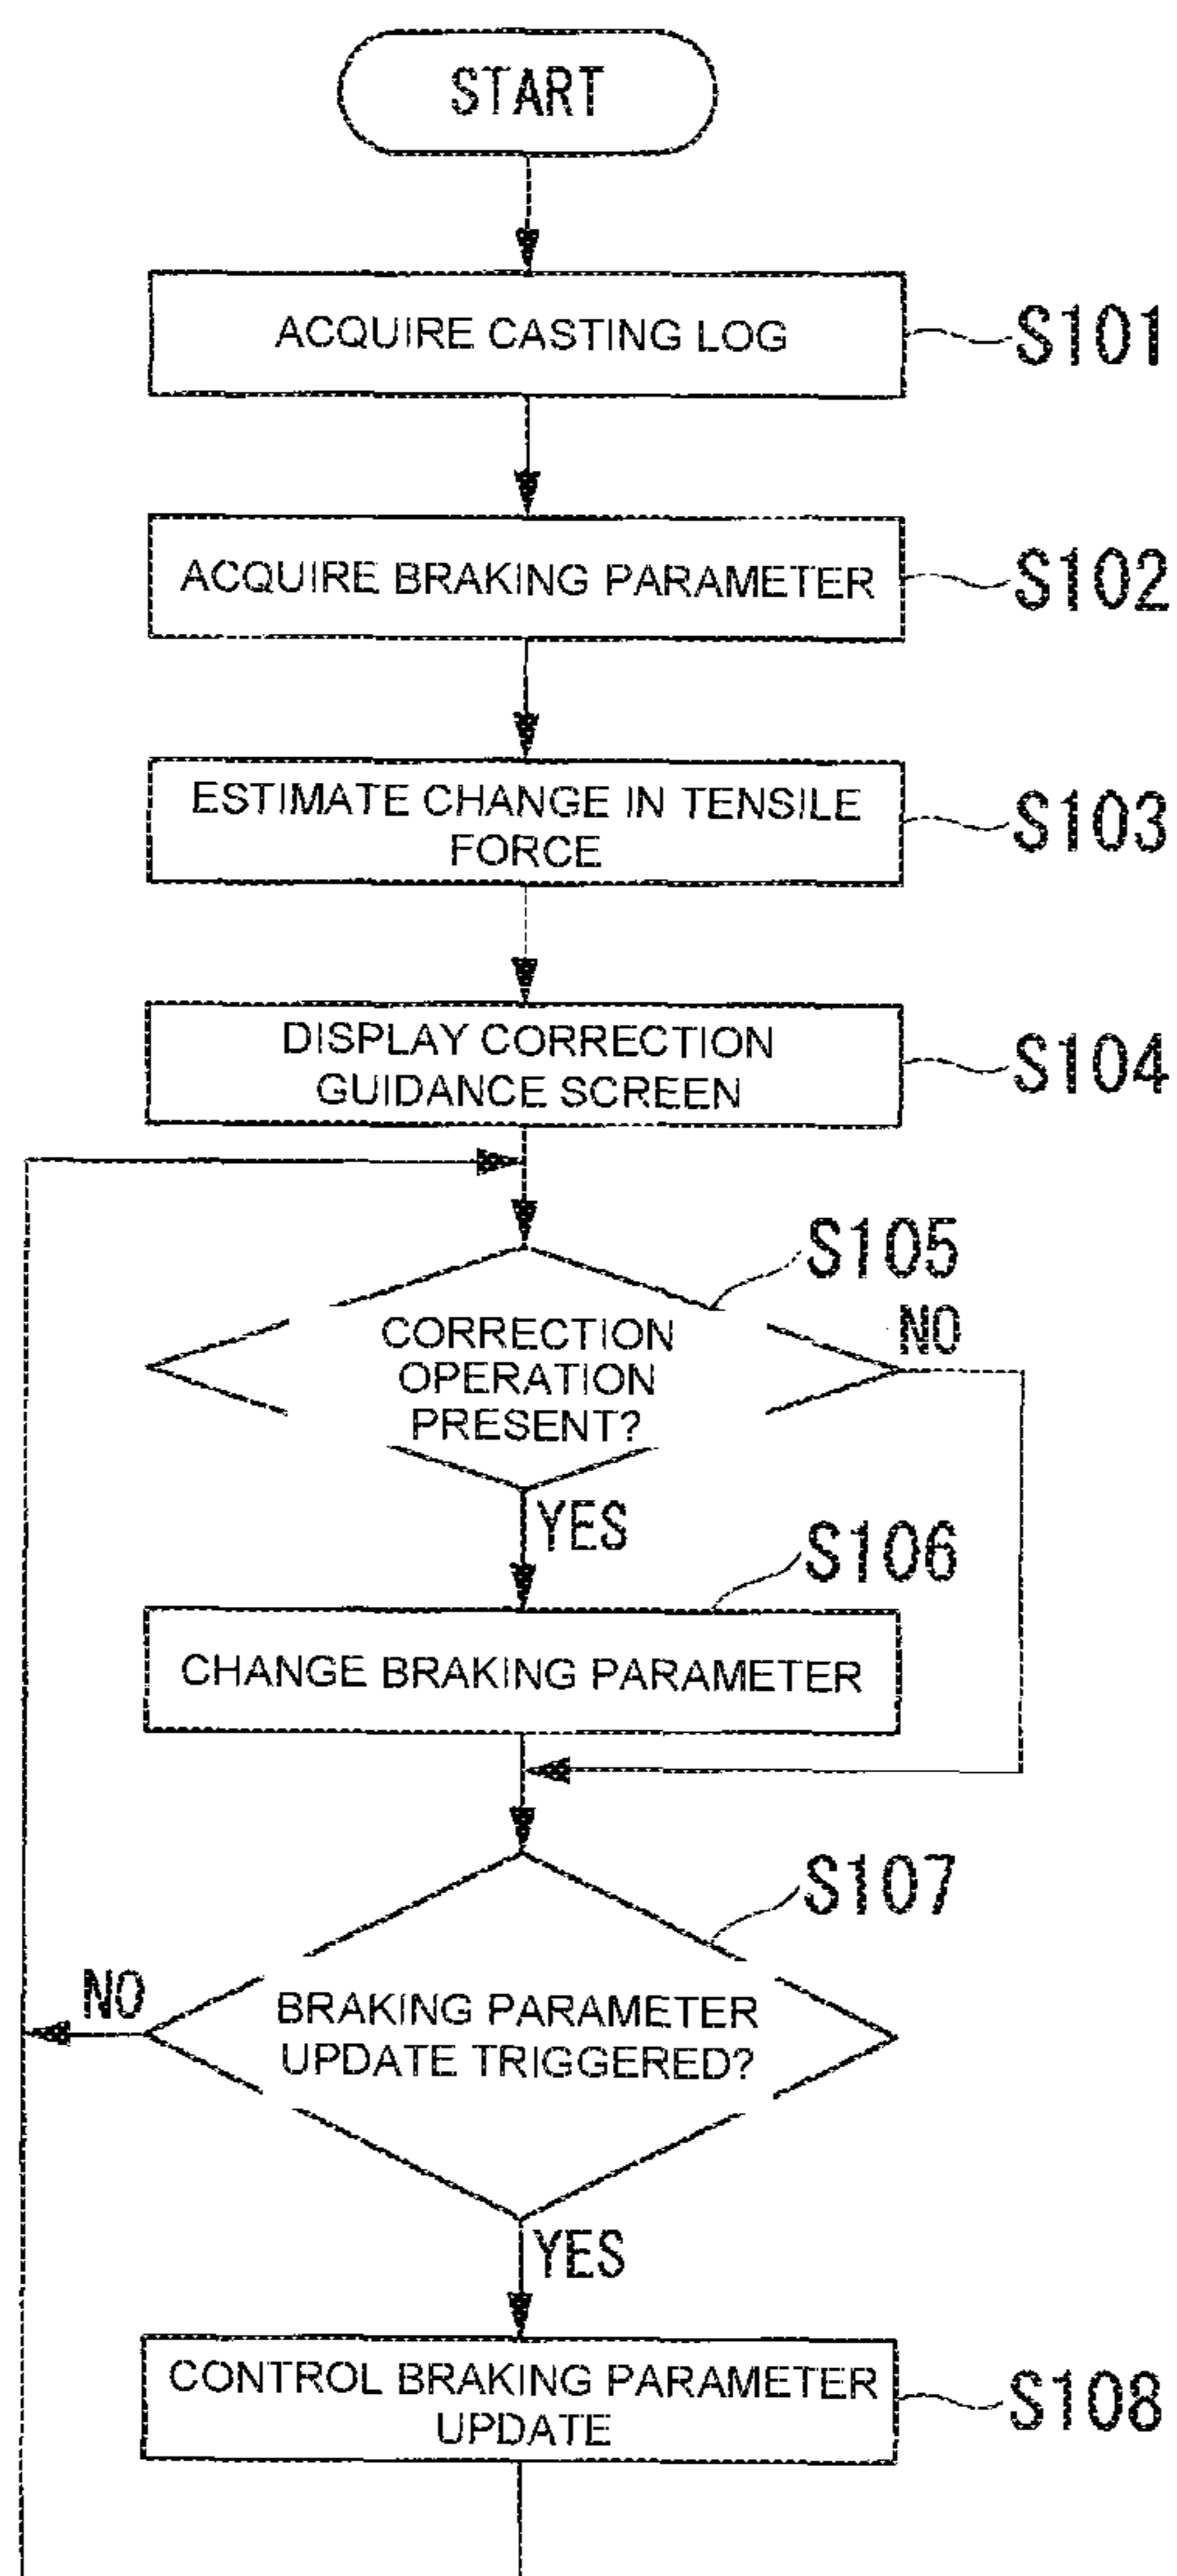 START
ACQUIRE CASTING LOG
S101
ACQUIRE BRAKING PARAMETER
S102
ESTIMATE CHANGE IN TENSILE
FORCE
S103
DISPLAY CORRECTION
GUIDANCE SCREEN
S104
S105
CORRECTION
OPERATION
PRESENT?
NO
YES
S106
CHANGE BRAKING PARAMETER
S107
BRAKING PARAMETER
UPDATE TRIGGERED?
NO
YES
CONTROL BRAKING PARAMETER
UPDATE
S108